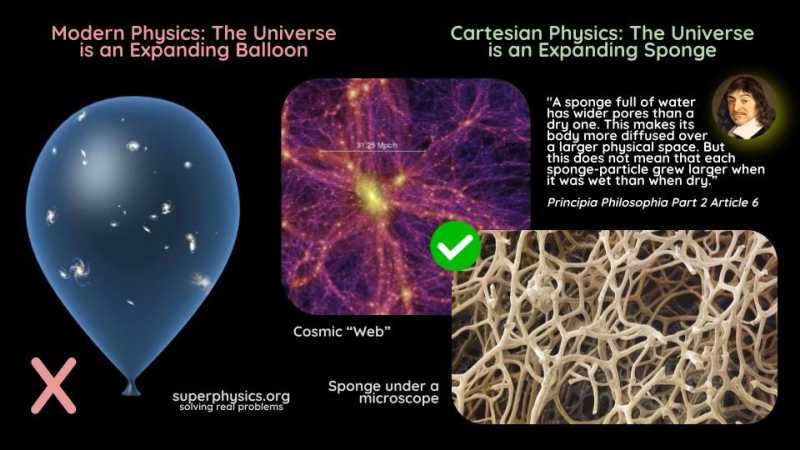 Modern Physics: The Universe
is an Expanding Balloon
Cartesian Physics: The Universe
is an Expanding Sponge
31.25 Mpc/h
"A sponge full of water
has wider pores than a
dry one. This makes its
body more diffused over
a larger physical space. But
this does not mean that each
sponge-particle grew larger when
it was wet than when dry."
Principia Philosophia Part 2 Article 6
Cosmic “Web”
Sponge under a
microscope
superphysics.org
solving real problems